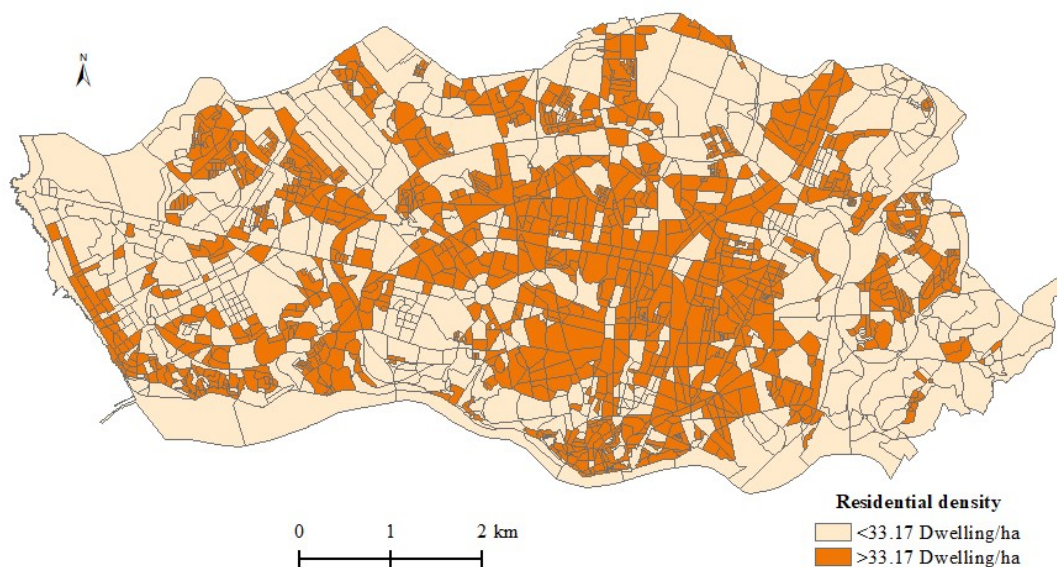 N
Residential density
<33.17 Dwelling/ha
>33.17 Dwelling/ha
0 1 2 km